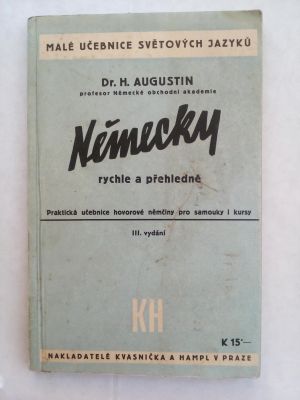 MALÉ UČEBNICE SVĚTOVÝCH JAZYKŮ
Dr. H. AUGUSTIN
profesor Německé obchodní akademie
Německy
rychle a přehledně
Praktická učebnice hovorové němčiny pro samouky i kursy
III. vydání
KH
K 15'—
NAKLADATELÉ KVASNIČKA A HAMPL V PRAZE